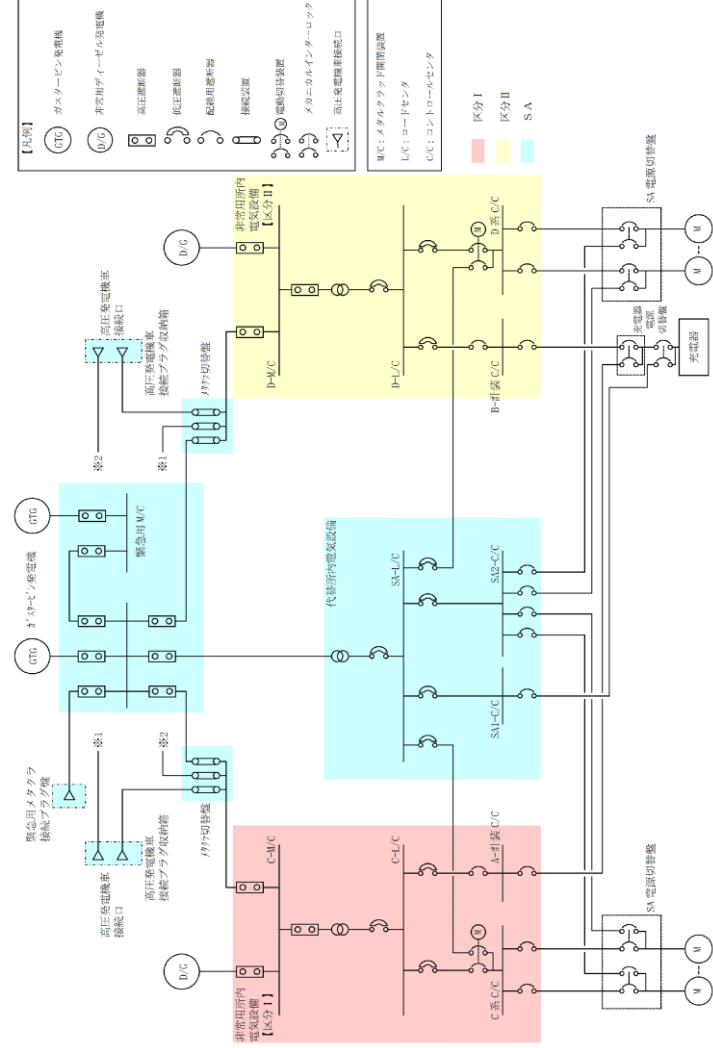 【凡例】
GTG
ガスタービン発電機
D/G
非常用ディーゼル発電機
高圧遮断器
低圧遮断器
配線用遮断器
接続装置
M
電動切替装置
メカニカルインターロック
高圧発電機車接続口
M/C：メタルクラッド開閉装置
L/C：ロードセンタ
C/C：コントロールセンタ
区分Ⅰ
区分Ⅱ
SA
緊急用メタクラ
接続プラグ盤
GTG
ガスタービン発電機
GTG
緊急用M/C
高圧発電機車
接続口
※1
高圧発電機車
接続プラグ収納箱
※2
メタクラ切替盤
高圧発電機車
接続口
※2
高圧発電機車
接続プラグ収納箱
※1
メタクラ切替盤
D/G
非常用所内
電気設備
【区分Ⅰ】
C-M/C
C-L/C
M
C系C/C
A-計装C/C
代替所内電気設備
SA-L/C
SA1-C/C
SA2-C/C
D/G
非常用所内
電気設備
【区分Ⅱ】
D-M/C
D-L/C
M
B-計装C/C
D系C/C
SA電源切替盤
M
M
充電器
電源
切替盤
充電器
SA電源切替盤
M
M